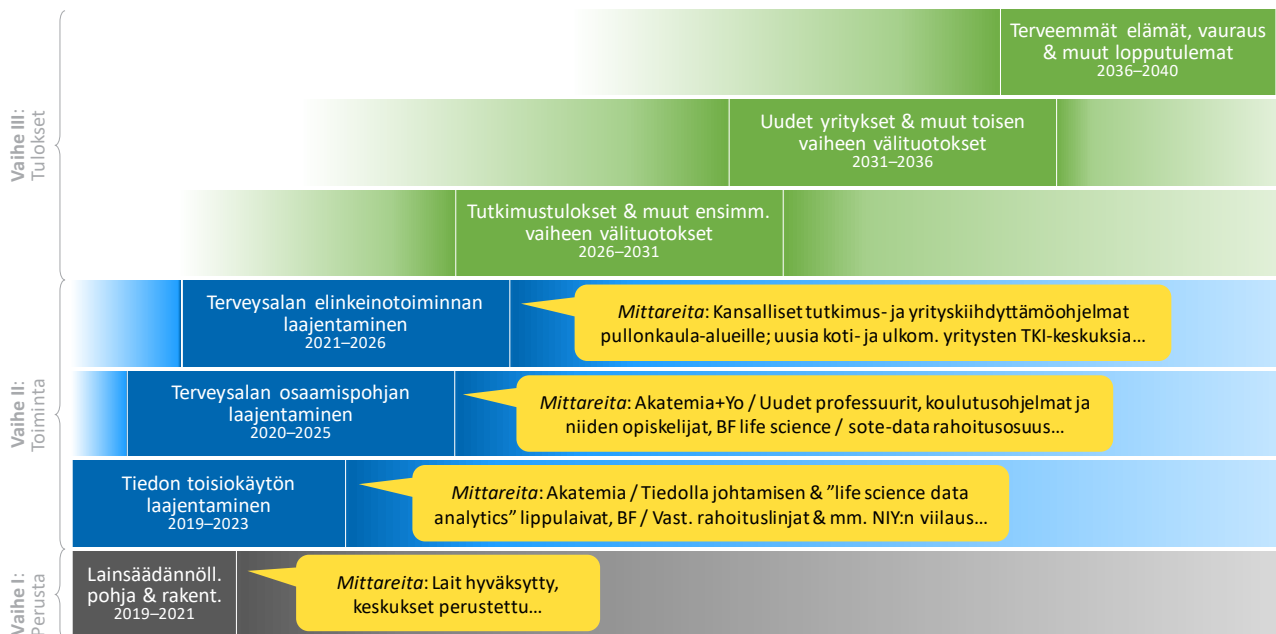 Vaihe III:
Tulokset
Terveemmät elämät, vauraus
& muut lopputulemat
2036–2040
Uudet yritykset & muut toisen
vaiheen välituotokset
2031–2036
Tutkimustulokset & muut ensimm.
vaiheen välituotokset
2026–2031
Vaihe II:
Toiminta
Terveysalan elinkeinotoiminnan
laajentaminen
2021–2026
Mittareita: Kansalliset tutkimus- ja yrityskiihdyttämöohjelmat
pullonkaula-alueille; uusia koti- ja ulkom. yritysten TKI-keskuksia...
Terveysalan osaamispohjan
laajentaminen
2020–2025
Mittareita: Akatemia+Yo / Uudet professuurit, koulutusohjelmat ja
niiden opiskelijat, BF life science / sote-data rahoitusosuus...
Tiedon toisiokäytön
laajentaminen
2019–2023
Mittareita: Akatemia / Tiedolla johtamisen & ”life science data
analytics” lippulaivat, BF / Vast. rahoituslinjat & mm. NIY:n viilaus...
Vaihe I:
Perusta
Lainsäädännöll.
pohja & rakent.
2019–2021
Mittareita: Lait hyväksytty,
keskukset perustettu...